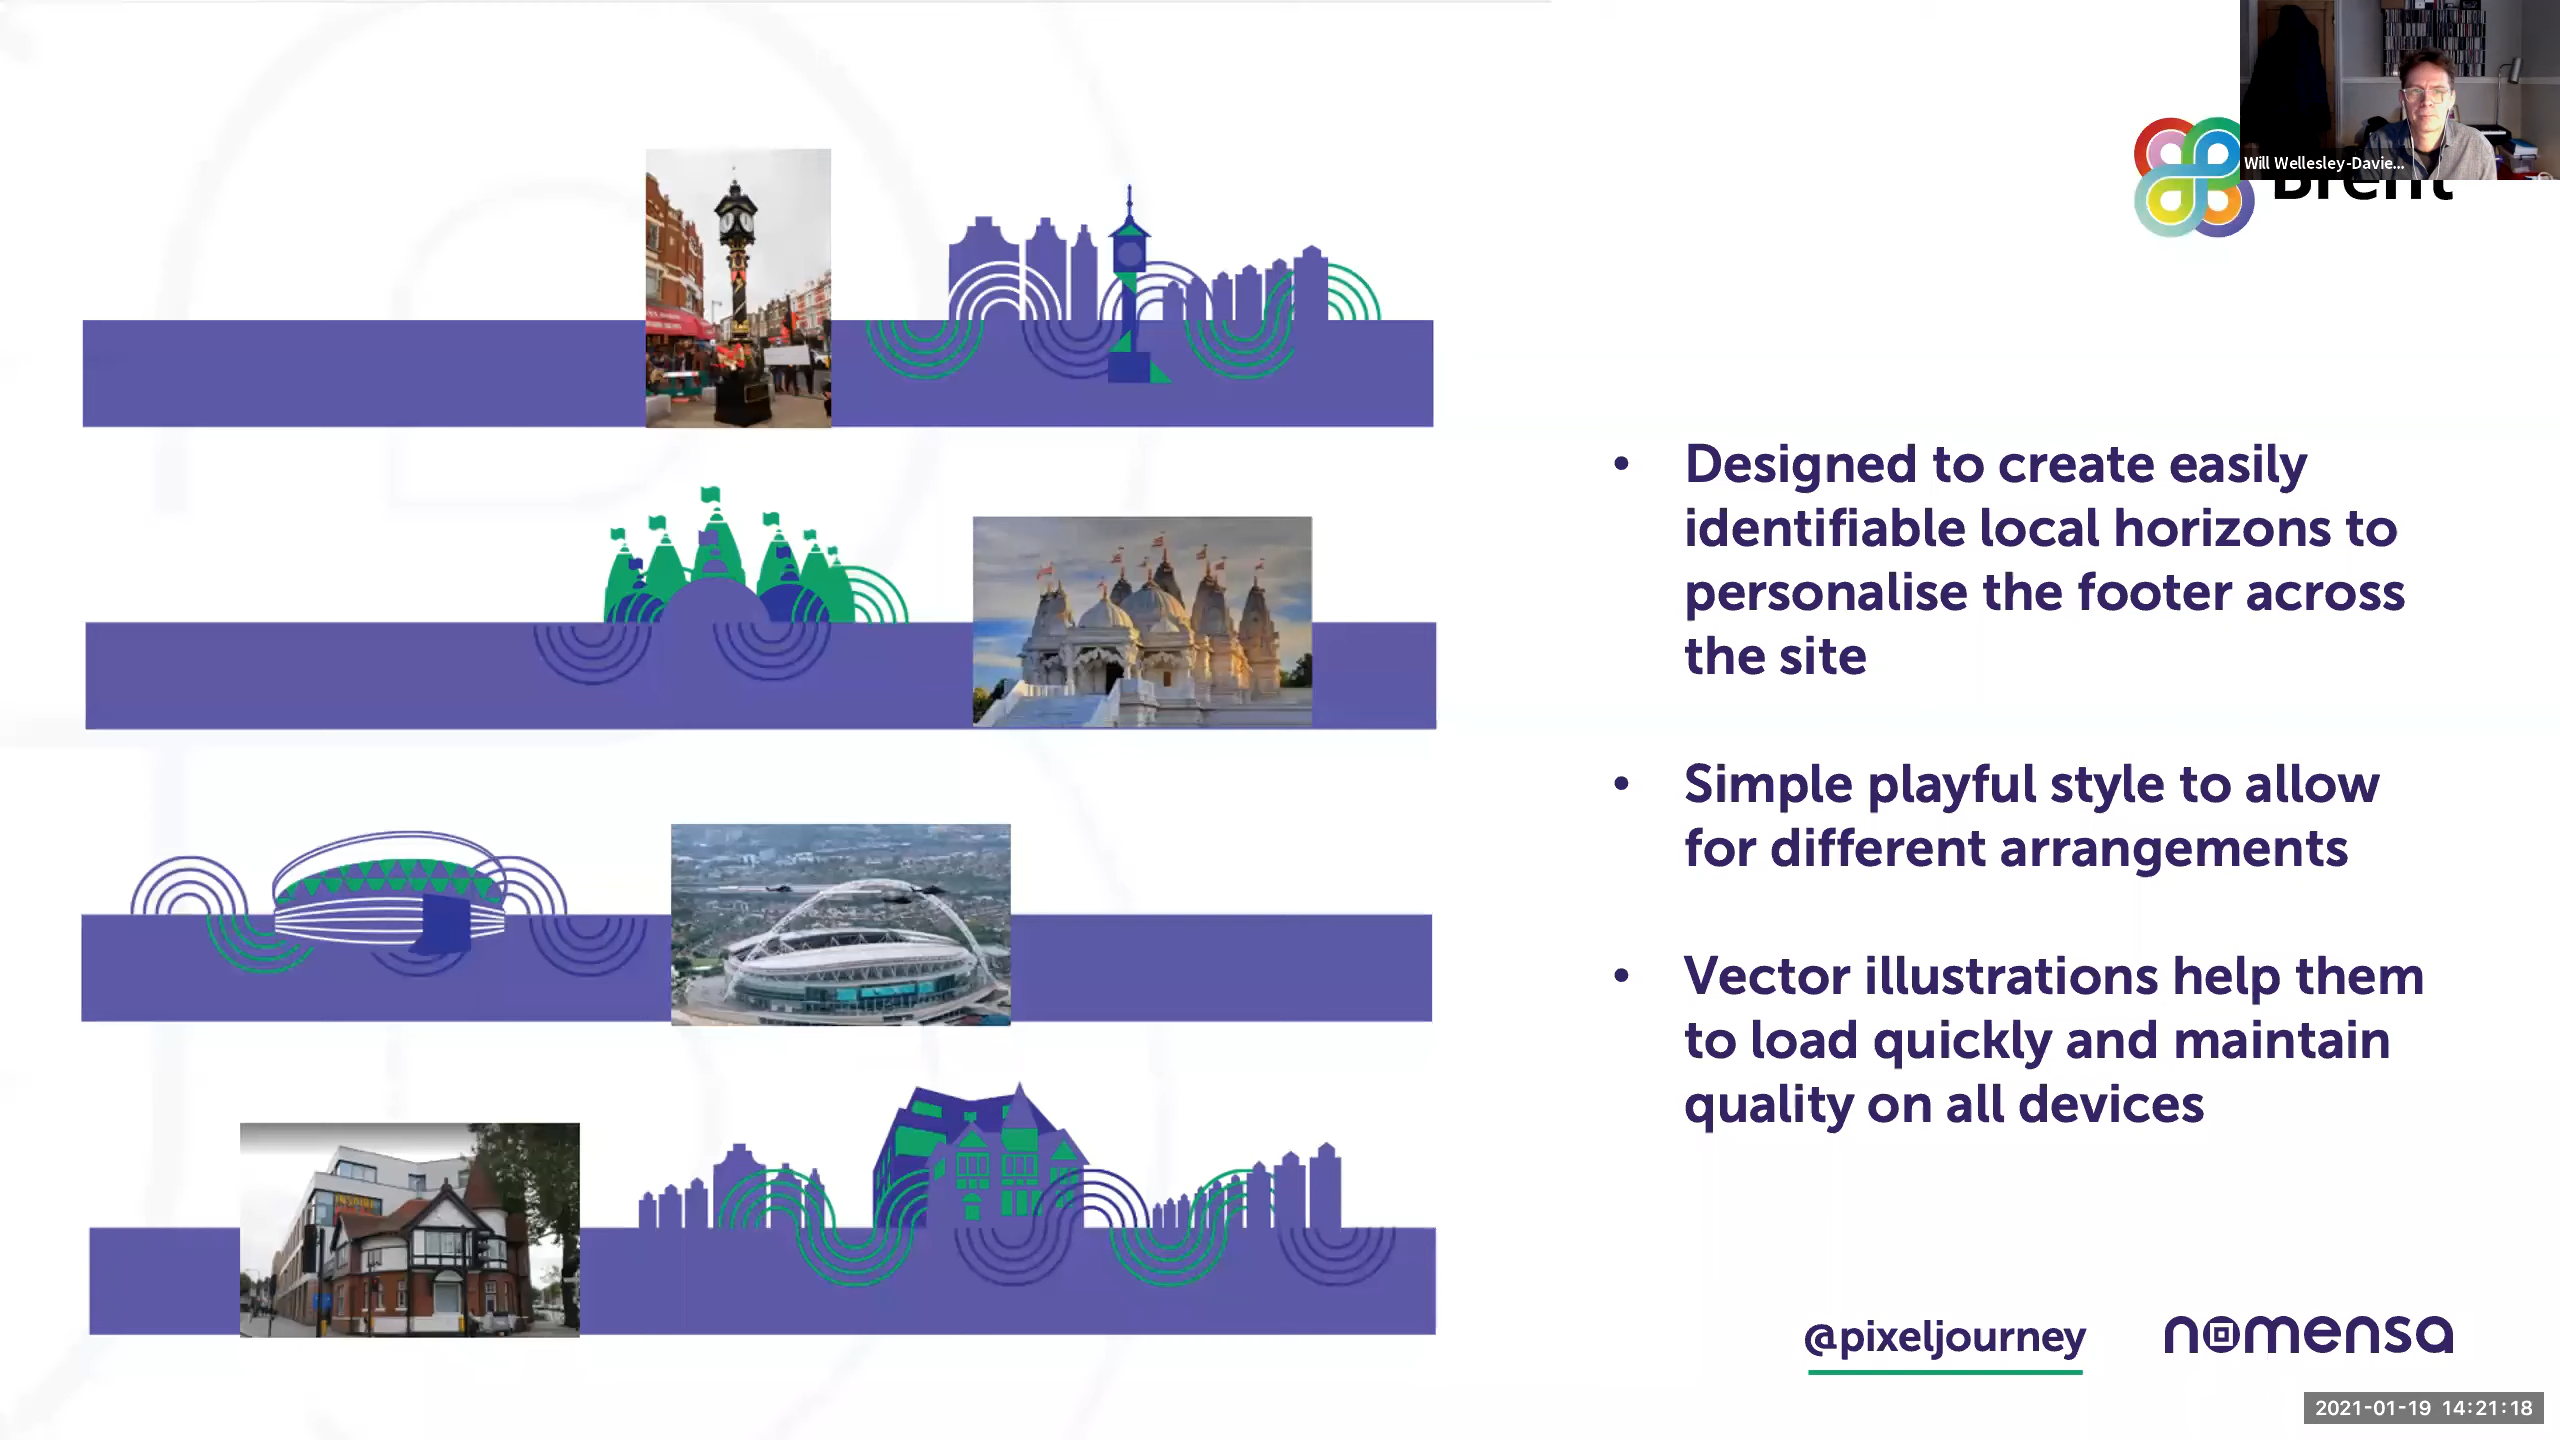 Will Wellesley-Davie...
Brent
• Designed to create easily
identifiable local horizons to
personalise the footer across
the site
• Simple playful style to allow
for different arrangements
• Vector illustrations help them
to load quickly and maintain
quality on all devices
@pixeljourney
nomensa
2021-01-19 14:21:18